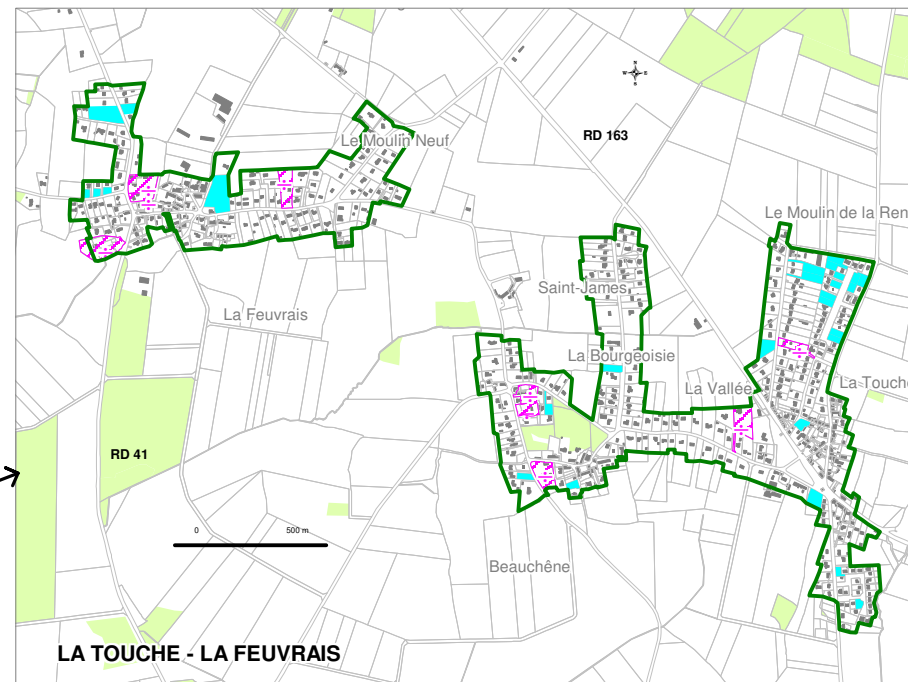 N
W E
S
RD 163
Le Moulin Neuf
Le Moulin de la Ren
Saint-James
La Feuvrais
La Bourgeoisie
La Vallée
La Touche
RD 41
0 500 m
Beauchêne
LA TOUCHE - LA FEUVRAIS